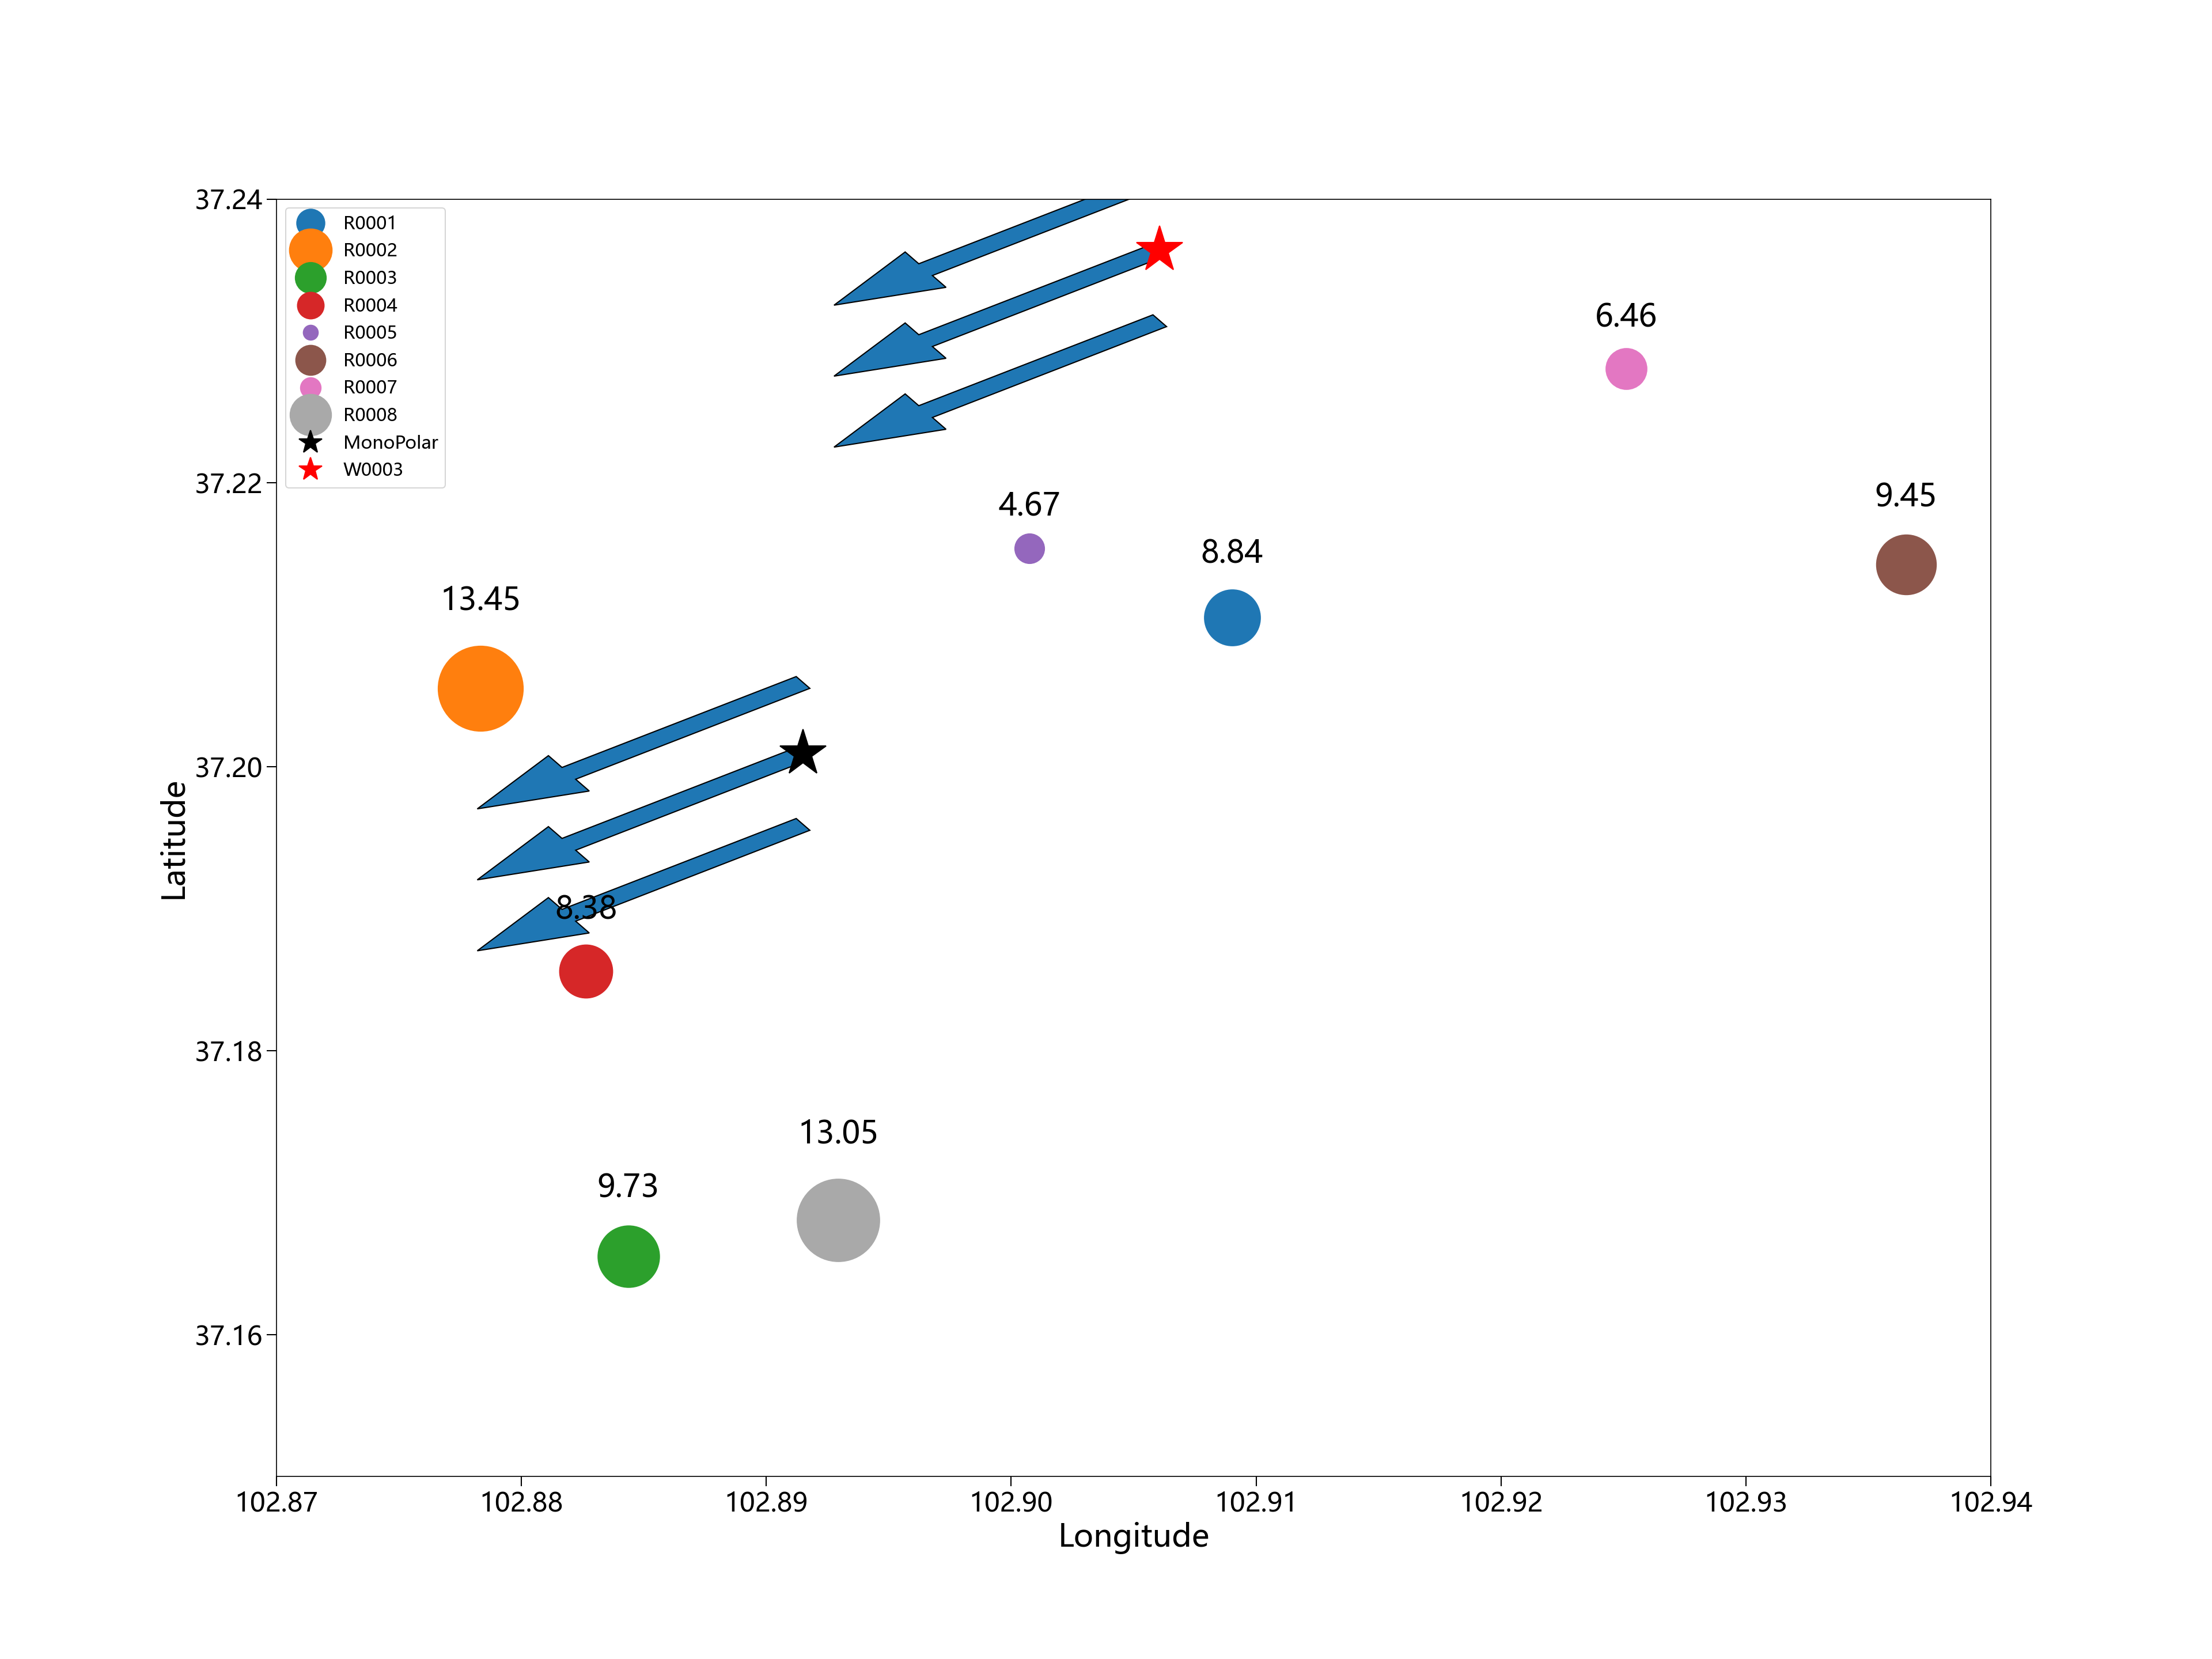 37.24
37.22
37.20
37.18
37.16
Latitude
R0001
R0002
R0003
R0004
R0005
R0006
R0007
R0008
MonoPolar
W0003
6.46
9.45
4.67
8.84
13.45
8.38
13.05
9.73
102.87 102.88 102.89 102.90 102.91 102.92 102.93 102.94
Longitude